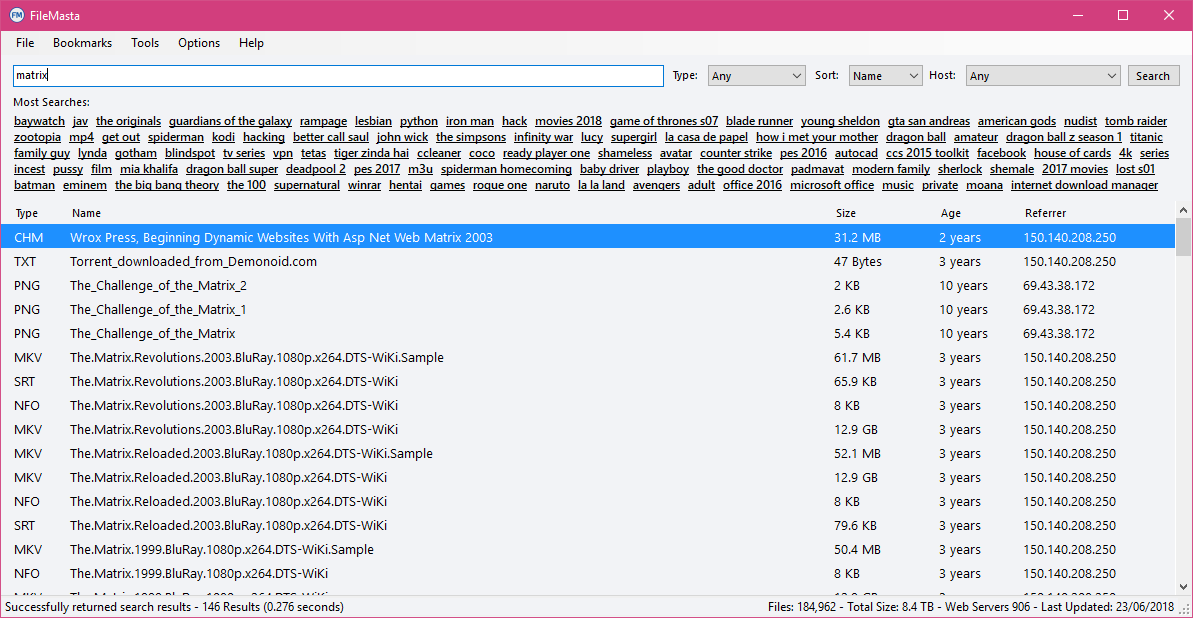 FM FileMasta
File Bookmarks Tools Options Help
matrix Type: Any Sort: Name Host: Any Search
Most Searches:
baywatch jav the originals guardians of the galaxy rampage lesbian python iron man hack movies 2018 game of thrones s07 blade runner young sheldon gta san andreas american gods nudist tomb raider
zootopia mp4 get out spiderman kodi hacking better call saul john wick the simpsons infinity war lucy supergirl la casa de papel how i met your mother dragon ball amateur dragon ball z season 1 titanic
family guy lynda gotham blindspot tv series vpn tetas tiger zinda hai ccleaner coco ready player one shameless avatar counter strike pes 2016 autocad ccs 2015 toolkit facebook house of cards 4k series
incest pussy film mia khalifa dragon ball super deadpool 2 pes 2017 m3u spiderman homecoming baby driver playboy the good doctor padmavat modern family sherlock shemale 2017 movies lost s01
batman eminem the big bang theory the 100 supernatural winrar hentai games rogue one naruto la la land avengers adult office 2016 microsoft office music private moana internet download manager
Type Name Size Age Referrer
CHM Wrox Press, Beginning Dynamic Websites With Asp Net Web Matrix 2003 31.2 MB 2 years 150.140.208.250
TXT Torrent_downloaded_from_Demonoid.com 47 Bytes 3 years 150.140.208.250
PNG The_Challenge_of_the_Matrix_2 2 KB 10 years 69.43.38.172
PNG The_Challenge_of_the_Matrix_1 2.6 KB 10 years 69.43.38.172
PNG The_Challenge_of_the_Matrix 5.4 KB 10 years 69.43.38.172
MKV The.Matrix.Revolutions.2003.BluRay.1080p.x264.DTS-WiKi.Sample 61.7 MB 3 years 150.140.208.250
SRT The.Matrix.Revolutions.2003.BluRay.1080p.x264.DTS-WiKi 65.9 KB 3 years 150.140.208.250
NFO The.Matrix.Revolutions.2003.BluRay.1080p.x264.DTS-WiKi 8 KB 3 years 150.140.208.250
MKV The.Matrix.Revolutions.2003.BluRay.1080p.x264.DTS-WiKi 12.9 GB 3 years 150.140.208.250
MKV The.Matrix.Reloaded.2003.BluRay.1080p.x264.DTS-WiKi.Sample 52.1 MB 3 years 150.140.208.250
MKV The.Matrix.Reloaded.2003.BluRay.1080p.x264.DTS-WiKi 12.9 GB 3 years 150.140.208.250
NFO The.Matrix.Reloaded.2003.BluRay.1080p.x264.DTS-WiKi 8 KB 3 years 150.140.208.250
SRT The.Matrix.Reloaded.2003.BluRay.1080p.x264.DTS-WiKi 79.6 KB 3 years 150.140.208.250
MKV The.Matrix.1999.BluRay.1080p.x264.DTS-WiKi.Sample 50.4 MB 3 years 150.140.208.250
NFO The.Matrix.1999.BluRay.1080p.x264.DTS-WiKi 8 KB 3 years 150.140.208.250
Successfully returned search results - 146 Results (0.276 seconds) Files: 184,962 - Total Size: 8.4 TB - Web Servers 906 - Last Updated: 23/06/2018